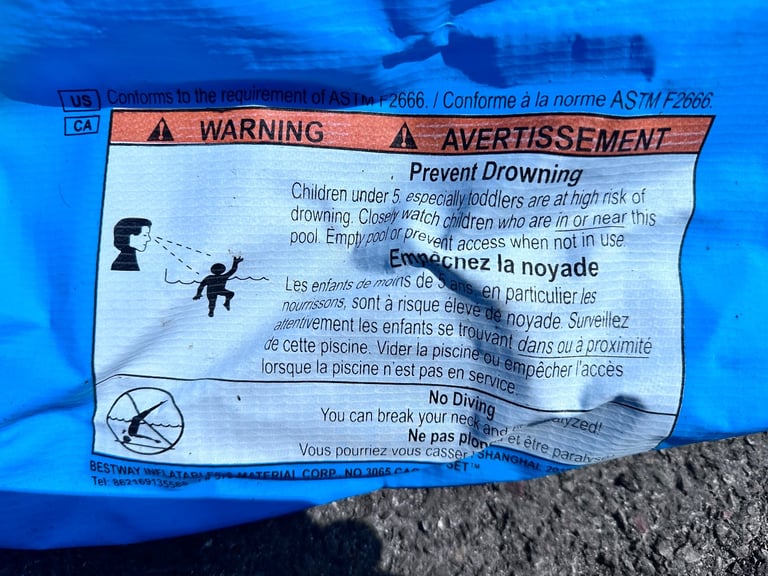 US Conforms to the requirement of ASTM F2666. / Conforme à la norme ASTM F2666.
CA
WARNING AVERTISSEMENT
Prevent Drowning
Children under 5, especially toddlers are at high risk of
drowning. Closely watch children who are in or near this
pool. Empty pool or prevent access when not in use.
Empêchez la noyade
Les enfants de moins de 5 ans, en particulier les
nourrissons, sont à risque élevé de noyade. Surveillez
attentivement les enfants se trouvant dans ou à proximité
de cette piscine. Vider la piscine ou empêcher l'accès
lorsque la piscine n'est pas en service.
No Diving
You can break your neck and
Ne pas
Vous pourriez vous casser et être
BESTWAY MATERIAL CORP. NO.3065 SHANGHAI,
Tel: